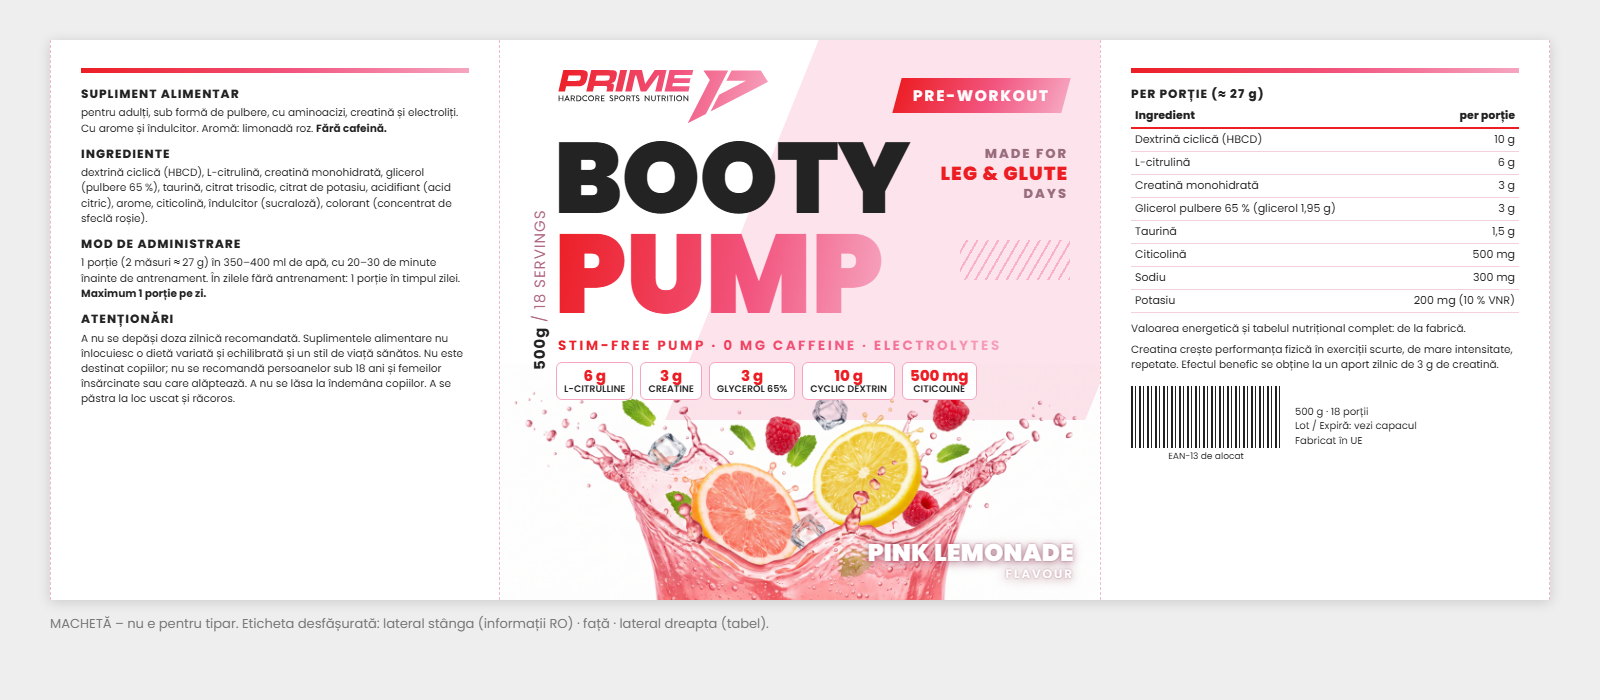 SUPLIMENT ALIMENTAR
pentru adulți, sub formă de pulbere, cu aminoacizi, creatină și electroliți.
Cu arome și îndulcitor. Aromă: limonadă roz. Fără cafeină.
INGREDIENTE
dextrină ciclică (HBCD), L-citrulină, creatină monohidrată, glicerol
(pulbere 65 %), taurină, citrat trisodic, citrat de potasiu, acidifiant (acid
citric), arome, citicolină, îndulcitor (sucraloză), colorant (concentrat de
sfeclă roșie).
MOD DE ADMINISTRARE
1 porție (2 măsuri ≈ 27 g) în 350–400 ml de apă, cu 20–30 de minute
înainte de antrenament. În zilele fără antrenament: 1 porție în timpul zilei.
Maximum 1 porție pe zi.
ATENȚIONĂRI
A nu se depăși doza zilnică recomandată. Suplimentele alimentare nu
înlocuiesc o dietă variată și echilibrată și un stil de viață sănătos. Nu este
destinat copiilor; nu se recomandă persoanelor sub 18 ani și femeilor
însărcinate sau care alăptează. A nu se lăsa la îndemâna copiilor. A se
păstra la loc uscat și răcoros.
PRIME
HARDCORE SPORTS NUTRITION
PRE-WORKOUT
BOOTY
PUMP
MADE FOR
LEG & GLUTE
DAYS
500g / 18 SERVINGS
STIM-FREE PUMP · 0 MG CAFFEINE · ELECTROLYTES
6 g
L-CITRULLINE
3 g
CREATINE
3 g
GLYCEROL 65%
10 g
CYCLIC DEXTRIN
500 mg
CITICOLINE
PINK LEMONADE
FLAVOUR
PER PORȚIE (≈ 27 g)
Ingredient per porție
Dextrină ciclică (HBCD) 10 g
L-citrulină 6 g
Creatină monohidrată 3 g
Glicerol pulbere 65 % (glicerol 1,95 g) 3 g
Taurină 1,5 g
Citicolină 500 mg
Sodiu 300 mg
Potasiu 200 mg (10 % VNR)
Valoarea energetică și tabelul nutrițional complet: de la fabrică.
Creatina crește performanța fizică în exerciții scurte, de mare intensitate,
repetate. Efectul benefic se obține la un aport zilnic de 3 g de creatină.
EAN-13 de alocat
500 g · 18 porții
Lot / Expiră: vezi capacul
Fabricat în UE
MACHETĂ – nu e pentru tipar. Eticheta desfășurată: lateral stânga (informații RO) · față · lateral dreapta (tabel).